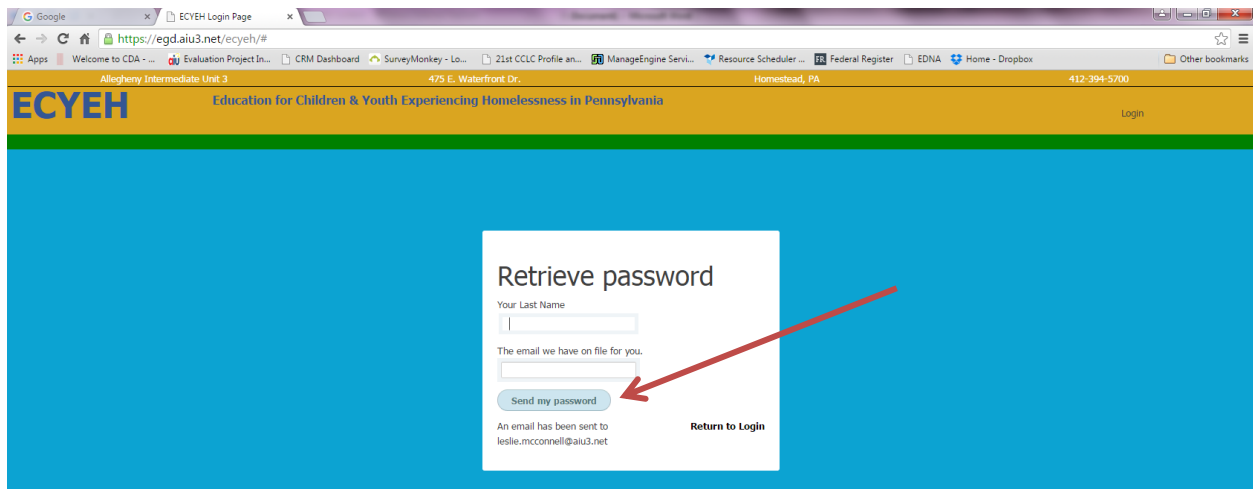 Google
ECYEH Login Page
https://egd.aiu3.net/ecyeh/#
Apps Welcome to CDA - ... Evaluation Project In... CRM Dashboard SurveyMonkey - Lo... 21st CCLC Profile an... ManageEngine Servi... Resource Scheduler ... Federal Register EDNA Home - Dropbox Other bookmarks
Allegheny Intermediate Unit 3 475 E. Waterfront Dr. Homestead, PA 412-394-5700
ECYEH Education for Children & Youth Experiencing Homelessness in Pennsylvania
Login
Retrieve password
Your Last Name
The email we have on file for you.
Send my password
An email has been sent to Return to Login
leslie.mcconnell@aiu3.net